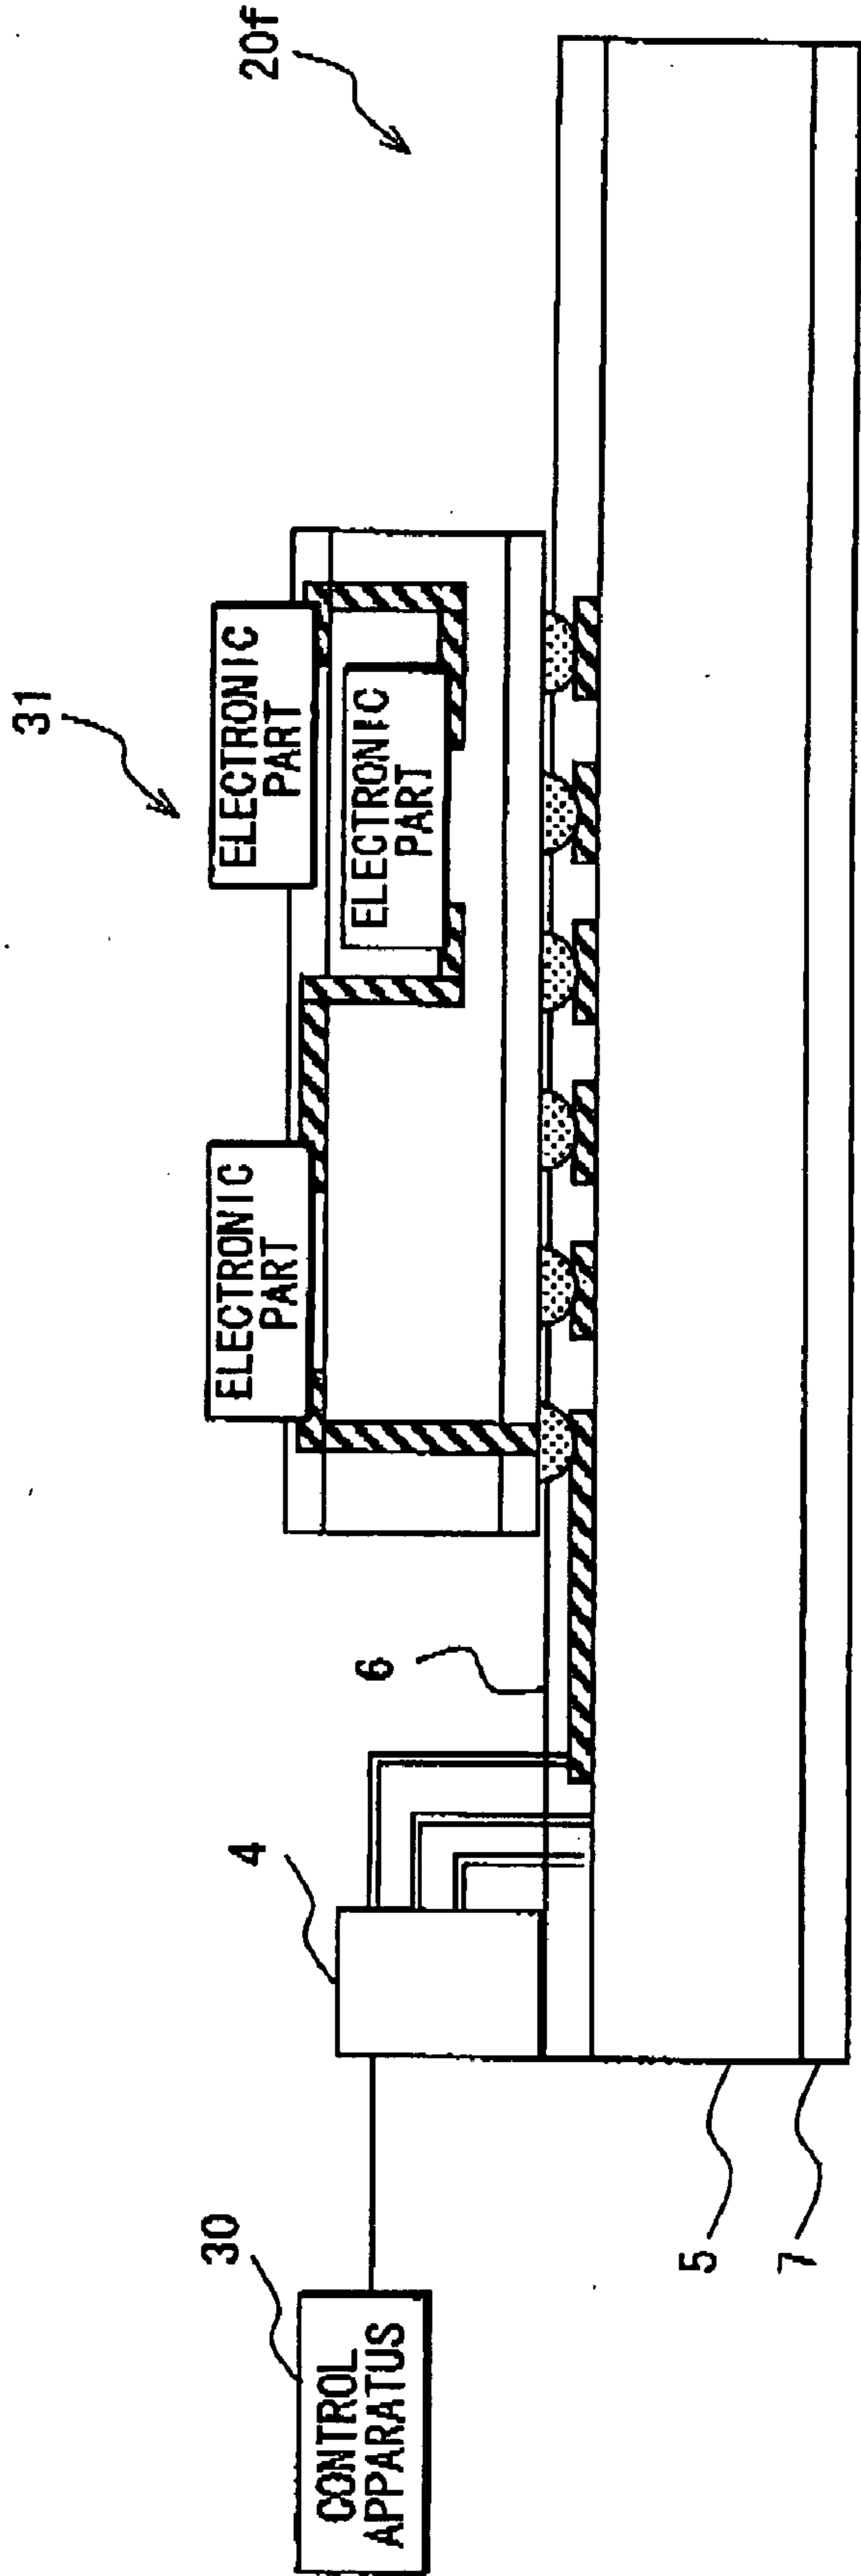 20f
31
ELECTRONIC
PART
ELECTRONIC
PART
ELECTRONIC
PART
6
4
30
CONTROL
APPARATUS
5
7